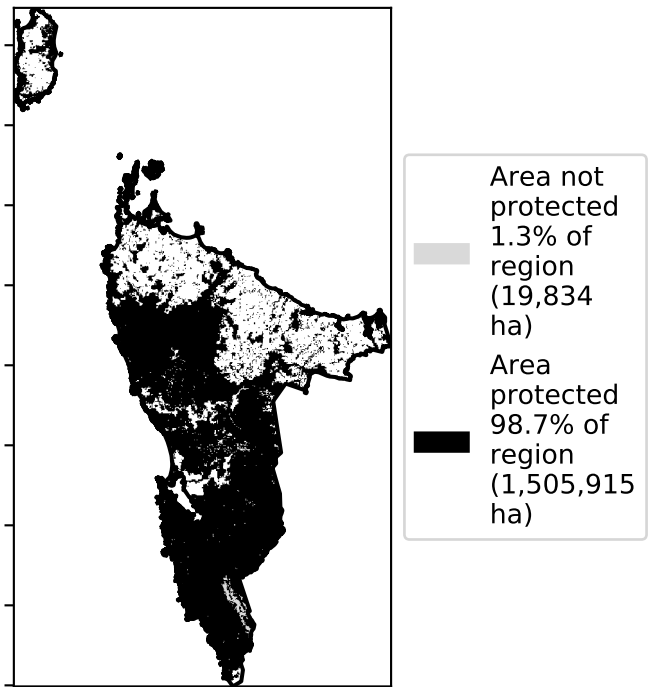 Area not
protected
1.3% of
region
(19,834
ha)
Area
protected
98.7% of
region
(1,505,915
ha)